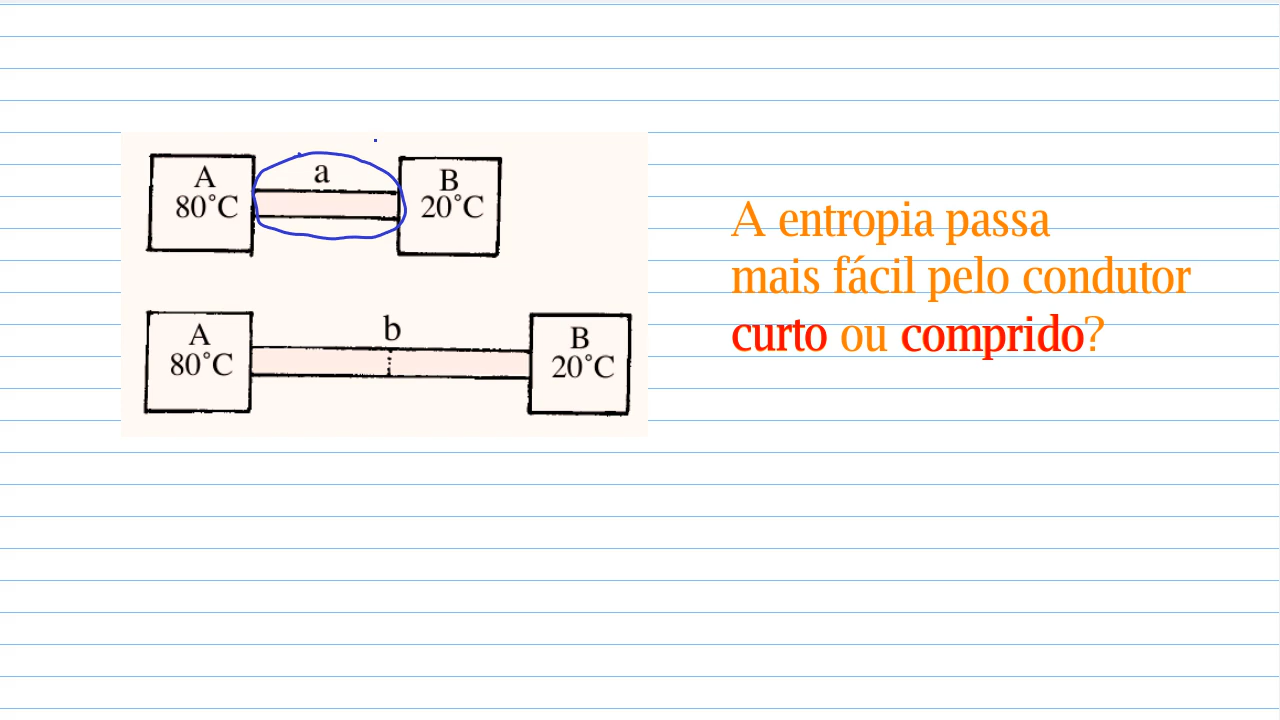 a
A
80°C
B
20°C
b
A
80°C
B
20°C
A entropia passa
mais fácil pelo condutor
curto ou comprido?